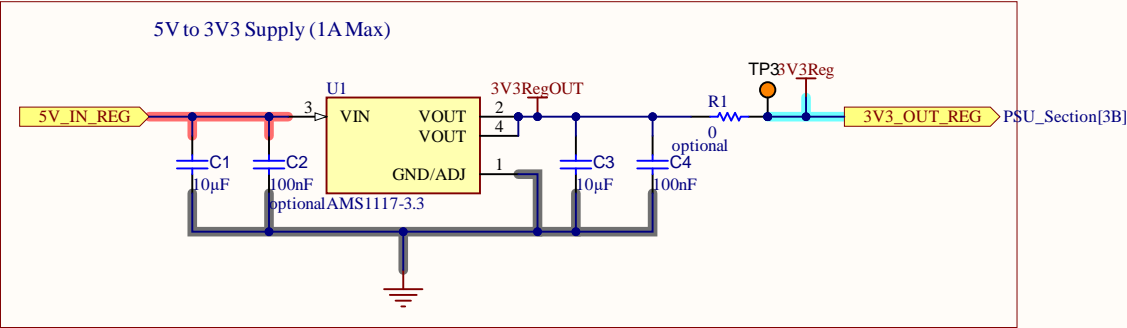 5V to 3V3 Supply (1A Max)
5V_IN_REG
U1
3
VIN
VOUT
2
VOUT
4
GND/ADJ
1
optional
AMS1117-3.3
C1
10µF
C2
100nF
3V3RegOUT
C3
10µF
C4
100nF
R1
0
optional
TP3
3V3Reg
3V3_OUT_REG
PSU_Section[3B]